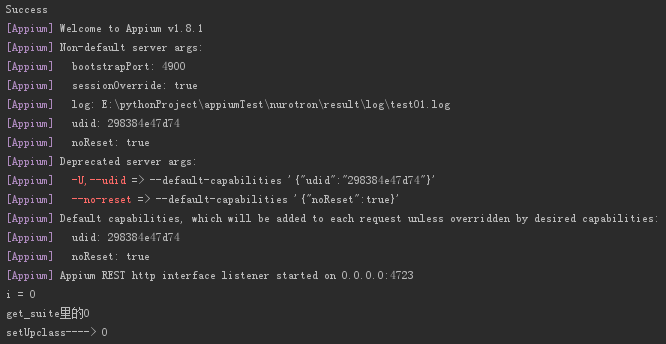 Success
[Appium] Welcome to Appium v1.8.1
[Appium] Non-default server args:
[Appium]   bootstrapPort: 4900
[Appium]   sessionOverride: true
[Appium]   log: E:\pythonProject\appiumTest\nurotron\result\log\test01.log
[Appium]   udid: 298384e47d74
[Appium]   noReset: true
[Appium] Deprecated server args:
[Appium]   -U,--udid => --default-capabilities '{"udid":"298384e47d74"}'
[Appium]   --no-reset => --default-capabilities '{"noReset":true}'
[Appium] Default capabilities, which will be added to each request unless overridden by desired capabilities:
[Appium]   udid: 298384e47d74
[Appium]   noReset: true
[Appium] Appium REST http interface listener started on 0.0.0.0:4723
i = 0
get_suite里的0
setUpclass----> 0